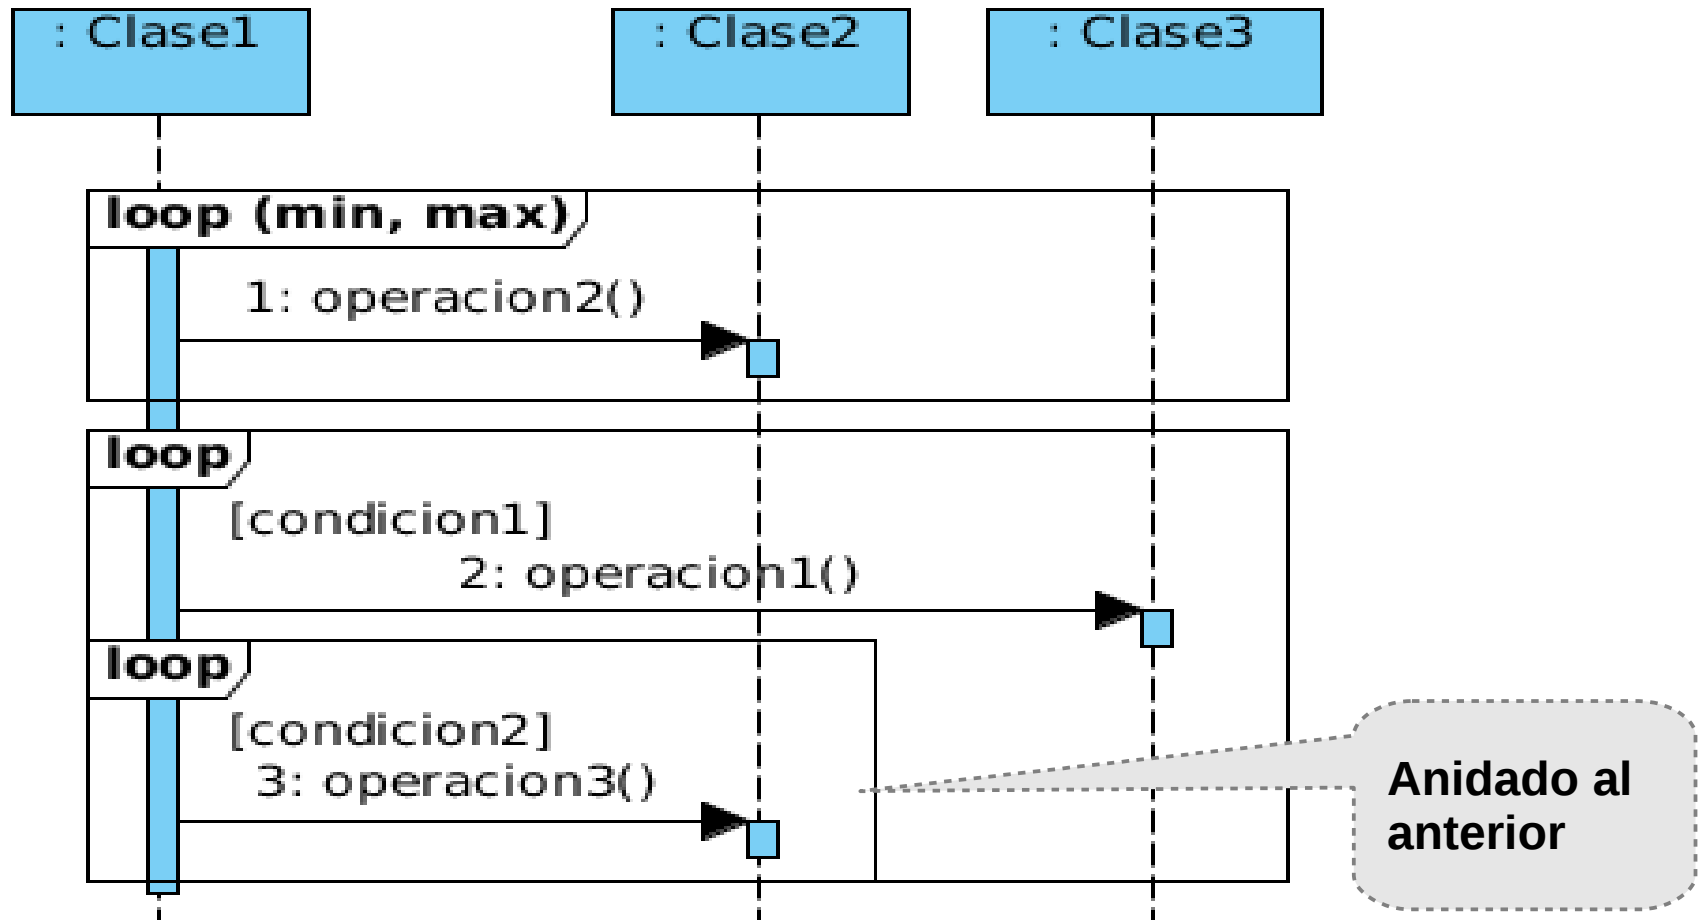 : Clase1
: Clase2
: Clase3
loop (min, max)
1: operacion2()
loop
[condicion1]
2: operacion1()
loop
[condicion2]
3: operacion3()
Anidado al
anterior